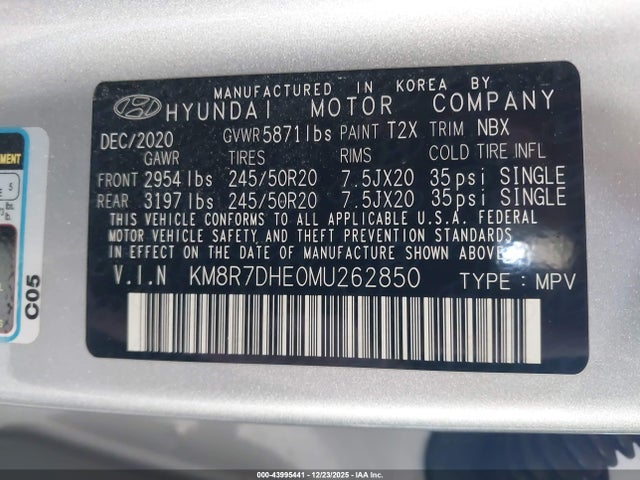 MANUFACTURED IN KOREA BY
HYUNDAI MOTOR COMPANY
DEC/2020 GVWR 5871 lbs PAINT T2X TRIM NBX
GAWR TIRES RIMS COLD TIRE INFL
FRONT 2954 lbs 245/50R20 7.5JX20 35psi SINGLE
REAR 3197 lbs 245/50R20 7.5JX20 35psi SINGLE
THIS VEHICLE CONFORMS TO ALL APPLICABLE U.S.A. FEDERAL
MOTOR VEHICLE SAFETY AND THEFT PREVENTION STANDARDS
IN EFFECT ON THE DATE OF MANUFACTURE SHOWN ABOVE.
V.I.N KM8R7DHE0MU262850 TYPE : MPV
C05
5
lbs.
000-43995441 - 12/23/2025 - IAA Inc.